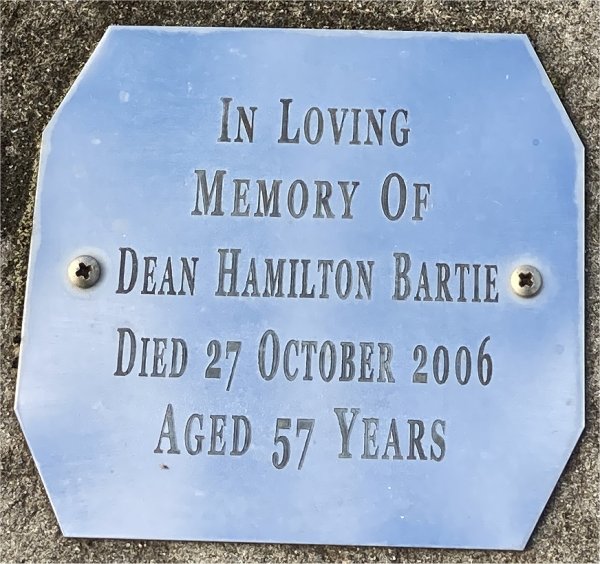 In Loving
Memory Of
Dean Hamilton Bartie
Died 27 October 2006
Aged 57 Years